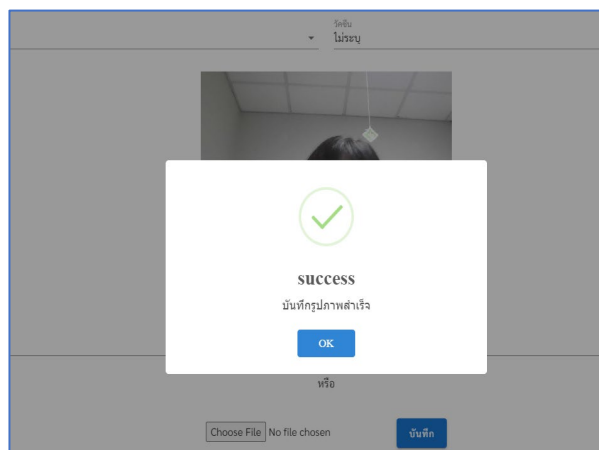 วัคซีน
ไม่ระบุ
success
บันทึกรูปภาพสำเร็จ
OK
หรือ
Choose File No file chosen
บันทึก